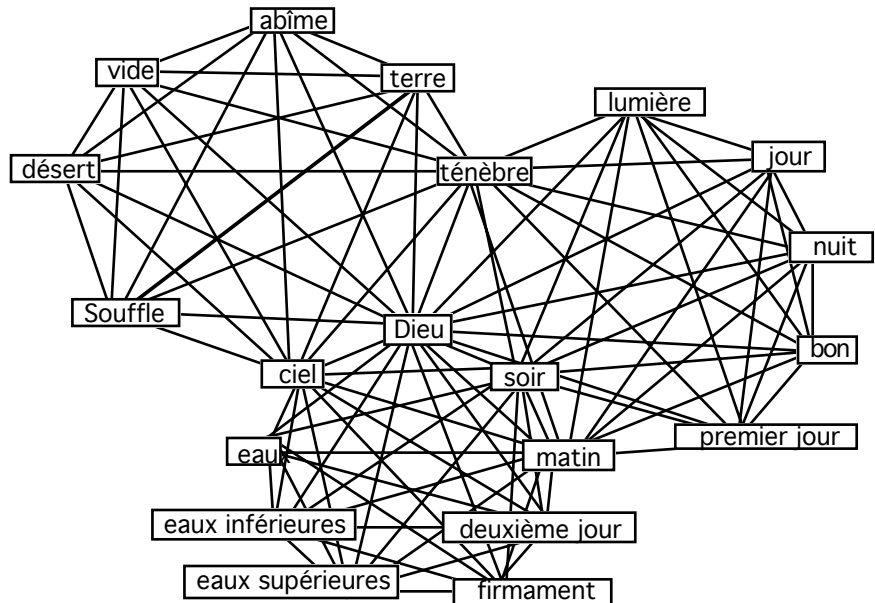 abîme
vide
terre
lumière
jour
désert
ténèbre
nuit
Souffle
Dieu
bon
ciel
soir
premier jour
eaux
matin
eaux inférieures
deuxième jour
eaux supérieures
firmament